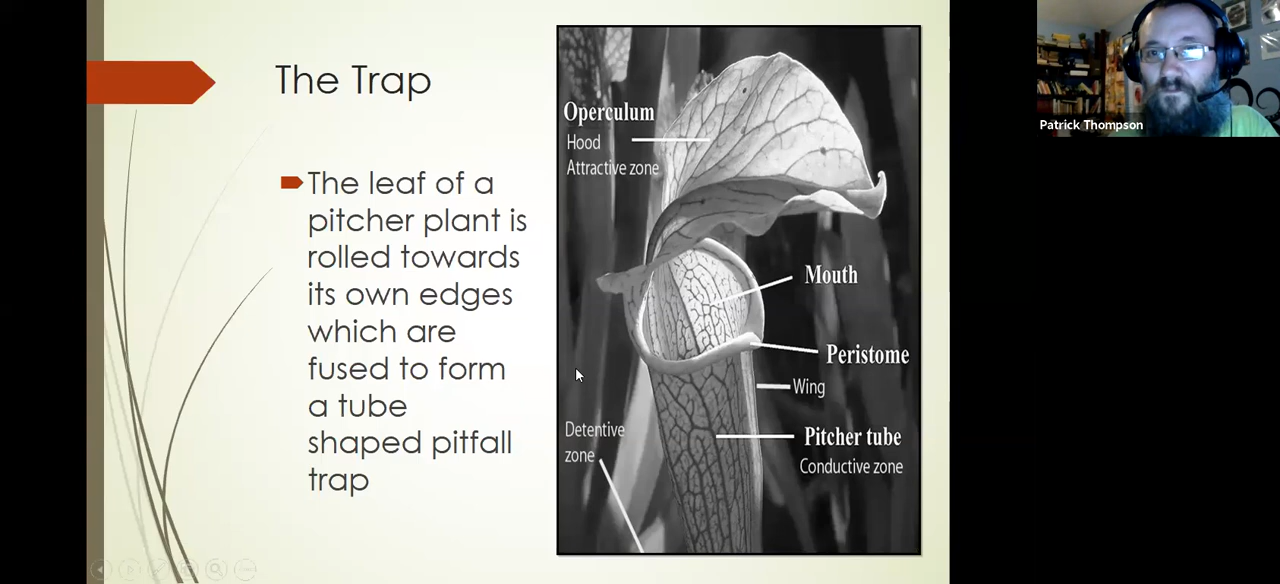 The Trap
The leaf of a
pitcher plant is
rolled towards
its own edges
which are
fused to form
a tube
shaped pitfall
trap
Operculum
Hood
Attractive zone
Mouth
Peristome
Wing
Detentive
zone
Pitcher tube
Conductive zone
Patrick Thompson